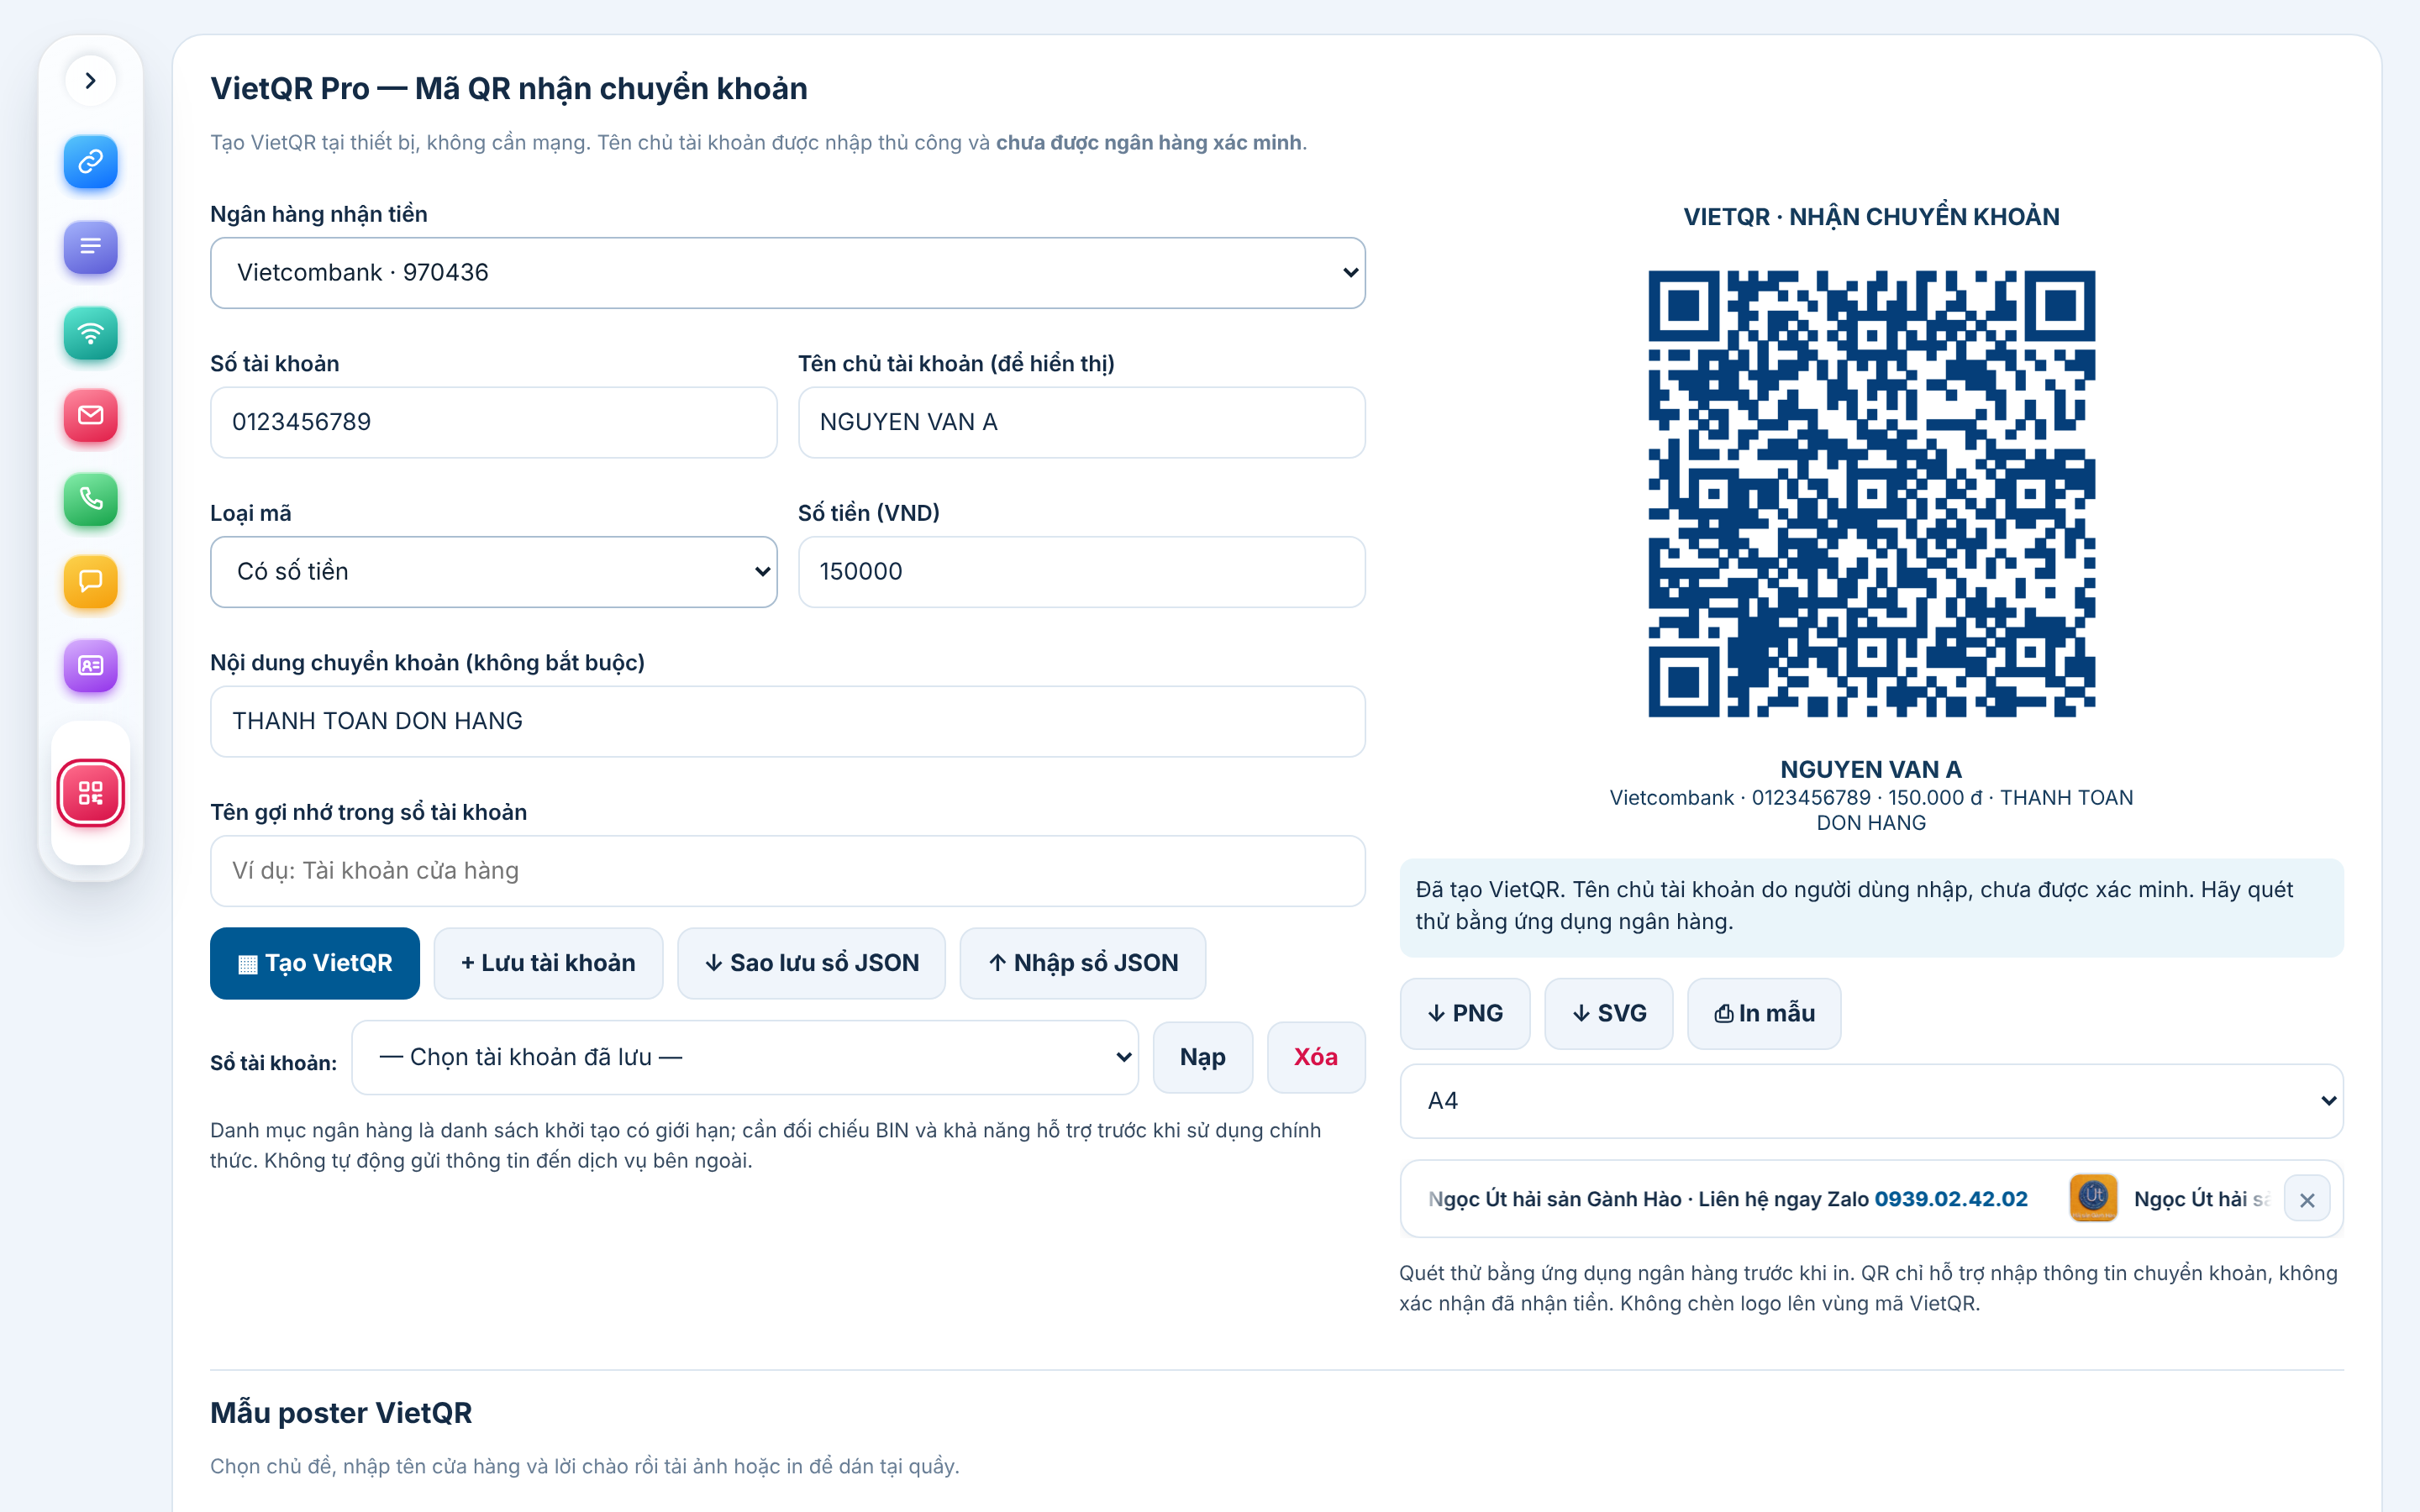 VietQR Pro — Mã QR nhận chuyển khoản
Tạo VietQR tại thiết bị, không cần mạng. Tên chủ tài khoản được nhập thủ công và chưa được ngân hàng xác minh.
Ngân hàng nhận tiền
Vietcombank · 970436
Số tài khoản
0123456789
Tên chủ tài khoản (để hiển thị)
NGUYEN VAN A
Loại mã
Có số tiền
Số tiền (VND)
150000
Nội dung chuyển khoản (không bắt buộc)
THANH TOAN DON HANG
Tên gợi nhớ trong sổ tài khoản
Ví dụ: Tài khoản cửa hàng
▦ Tạo VietQR
+ Lưu tài khoản
↓ Sao lưu sổ JSON
↑ Nhập sổ JSON
Sổ tài khoản:
— Chọn tài khoản đã lưu —
Nạp
Xóa
Danh mục ngân hàng là danh sách khởi tạo có giới hạn; cần đối chiếu BIN và khả năng hỗ trợ trước khi sử dụng chính
thức. Không tự động gửi thông tin đến dịch vụ bên ngoài.
VIETQR · NHẬN CHUYỂN KHOẢN
NGUYEN VAN A
Vietcombank · 0123456789 · 150.000 đ · THANH TOAN
DON HANG
Đã tạo VietQR. Tên chủ tài khoản do người dùng nhập, chưa được xác minh. Hãy quét
thử bằng ứng dụng ngân hàng.
↓ PNG
↓ SVG
⎙ In mẫu
A4
Ngọc Út hải sản Gành Hào · Liên hệ ngay Zalo 0939.02.42.02
Út
Ngọc Út hải
Quét thử bằng ứng dụng ngân hàng trước khi in. QR chỉ hỗ trợ nhập thông tin chuyển khoản, không
xác nhận đã nhận tiền. Không chèn logo lên vùng mã VietQR.
Mẫu poster VietQR
Chọn chủ đề, nhập tên cửa hàng và lời chào rồi tải ảnh hoặc in để dán tại quầy.